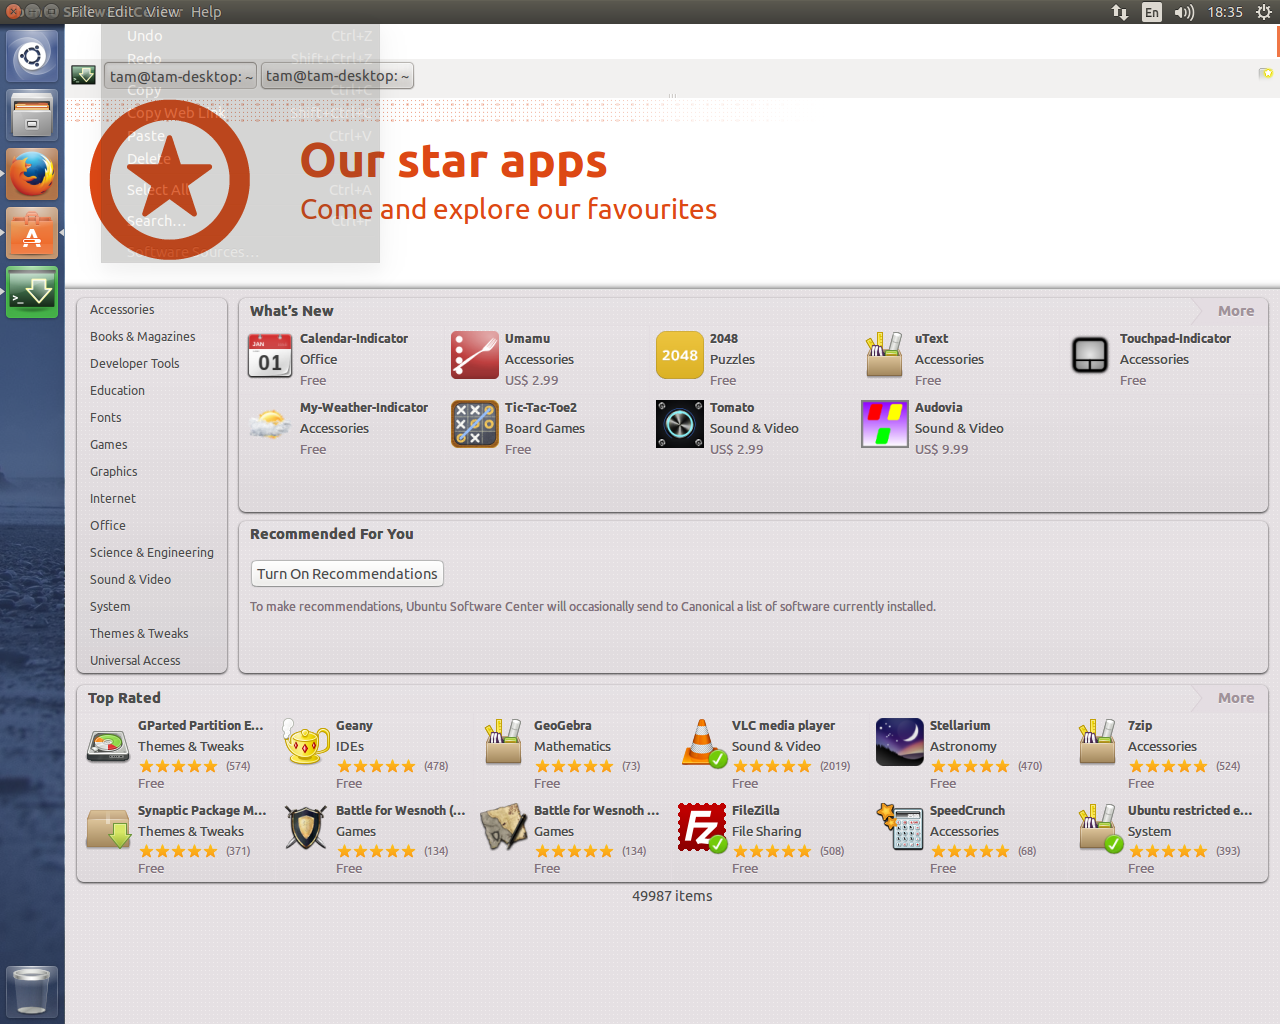 File Edit View Help
En
18:35
Undo Ctrl+Z
Redo Shift+Ctrl+Z
Copy Ctrl+C
Copy Web Link Shift+Ctrl+C
Paste Ctrl+V
Delete
Select All Ctrl+A
Search… Ctrl+F
Software Sources…
tam@tam-desktop: ~
tam@tam-desktop: ~
Our star apps
Come and explore our favourites
Accessories
Books & Magazines
Developer Tools
Education
Fonts
Games
Graphics
Internet
Office
Science & Engineering
Sound & Video
System
Themes & Tweaks
Universal Access
What's New
More
JAN
01
Calendar-Indicator
Office
Free
Umamu
Accessories
US$ 2.99
2048
2048
Puzzles
Free
uText
Accessories
Free
Touchpad-Indicator
Accessories
Free
My-Weather-Indicator
Accessories
Free
Tic-Tac-Toe2
Board Games
Free
Tomato
Sound & Video
US$ 2.99
Audovia
Sound & Video
US$ 9.99
Recommended For You
Turn On Recommendations
To make recommendations, Ubuntu Software Center will occasionally send to Canonical a list of software currently installed.
Top Rated
More
GParted Partition E…
Themes & Tweaks
(574)
Free
Geany
IDEs
(478)
Free
GeoGebra
Mathematics
(73)
Free
VLC media player
Sound & Video
(2019)
Free
Stellarium
Astronomy
(470)
Free
7zip
Accessories
(524)
Free
Synaptic Package M…
Themes & Tweaks
(371)
Free
Battle for Wesnoth (…
Games
(134)
Free
Battle for Wesnoth …
Games
(134)
Free
Fz
FileZilla
File Sharing
(508)
Free
SpeedCrunch
Accessories
(68)
Free
Ubuntu restricted e…
System
(393)
Free
49987 items